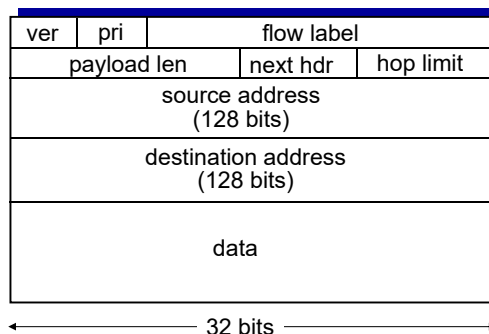 ver pri flow label
payload len next hdr hop limit
source address
(128 bits)
destination address
(128 bits)
data
32 bits